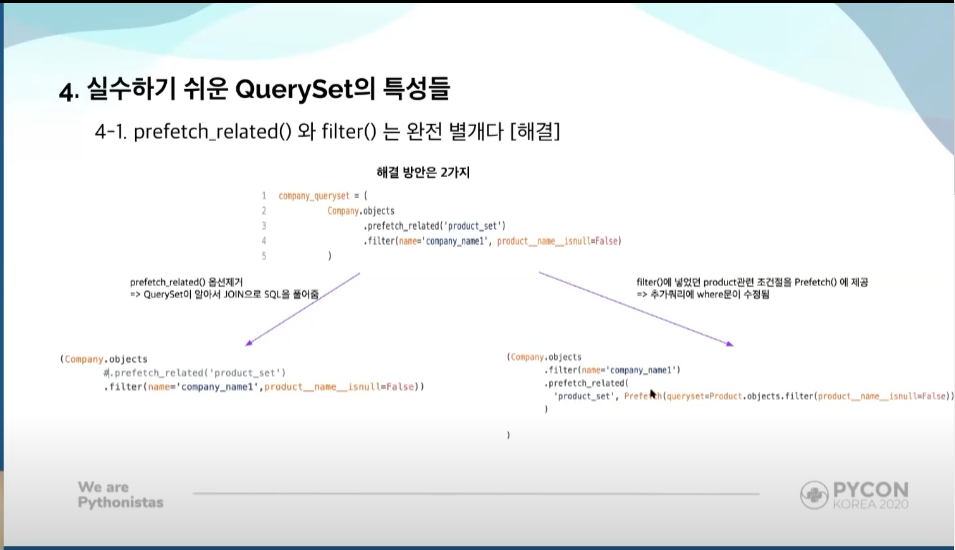 4. 실수하기 쉬운 QuerySet의 특성들
4-1. prefetch_related() 와 filter() 는 완전 별개다 [해결]
해결 방안은 2가지
1 company_queryset = (
2 Company.objects
3 .prefetch_related('product_set')
4 .filter(name='company_name1', product__name__isnull=False)
5 )
prefetch_related() 옵션제거
=> QuerySet이 알아서 JOIN으로 SQL을 풀어줌
filter()에 넣었던 product관련 조건절을 Prefetch() 에 제공
=> 추가쿼리에 where문이 수정됨
(Company.objects
#.prefetch_related('product_set')
.filter(name='company_name1',product__name__isnull=False))
(Company.objects
.filter(name='company_name1')
.prefetch_related(
'product_set', Prefetch(queryset=Product.objects.filter(product__name__isnull=False))
)
)
We are
Pythonistas
PYCON
KOREA 2020